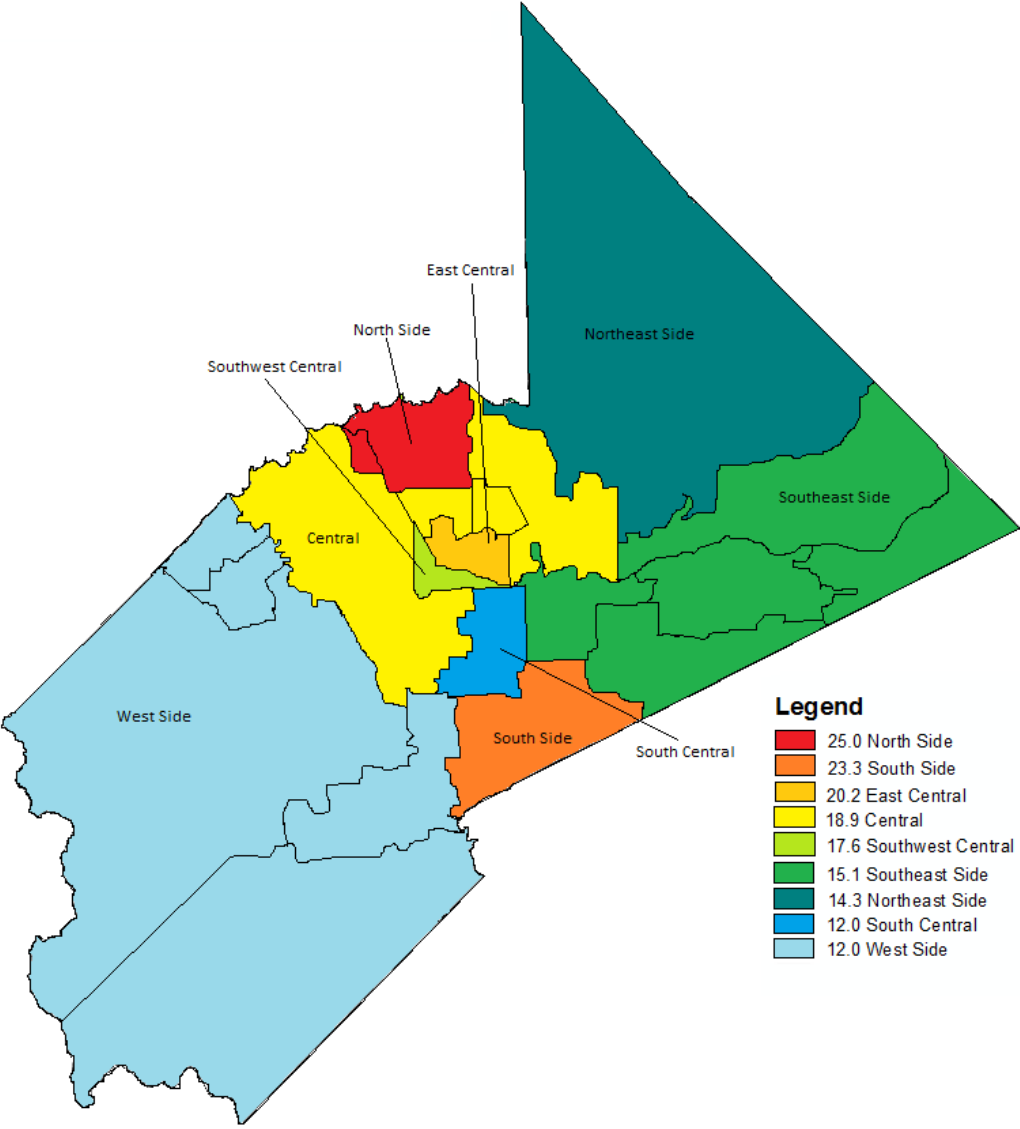 East Central
North Side
Northeast Side
Southwest Central
Southeast Side
Central
West Side
South Side
South Central
Legend
25.0 North Side
23.3 South Side
20.2 East Central
18.9 Central
17.6 Southwest Central
15.1 Southeast Side
14.3 Northeast Side
12.0 South Central
12.0 West Side